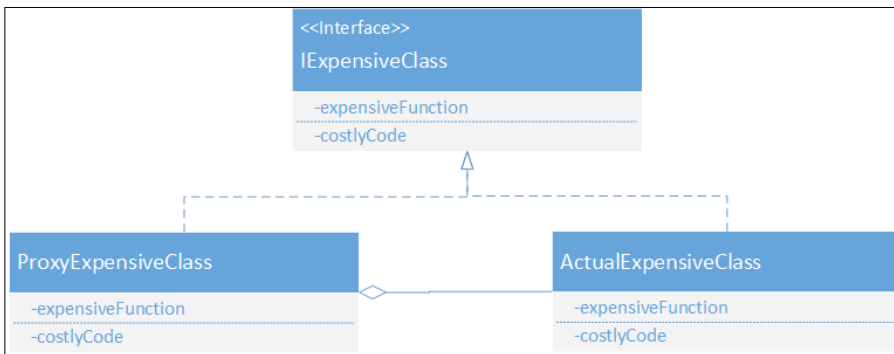 <<Interface>>
IExpensiveClass
-expensiveFunction
-costlyCode
ProxyExpensiveClass
-expensiveFunction
-costlyCode
ActualExpensiveClass
-expensiveFunction
-costlyCode